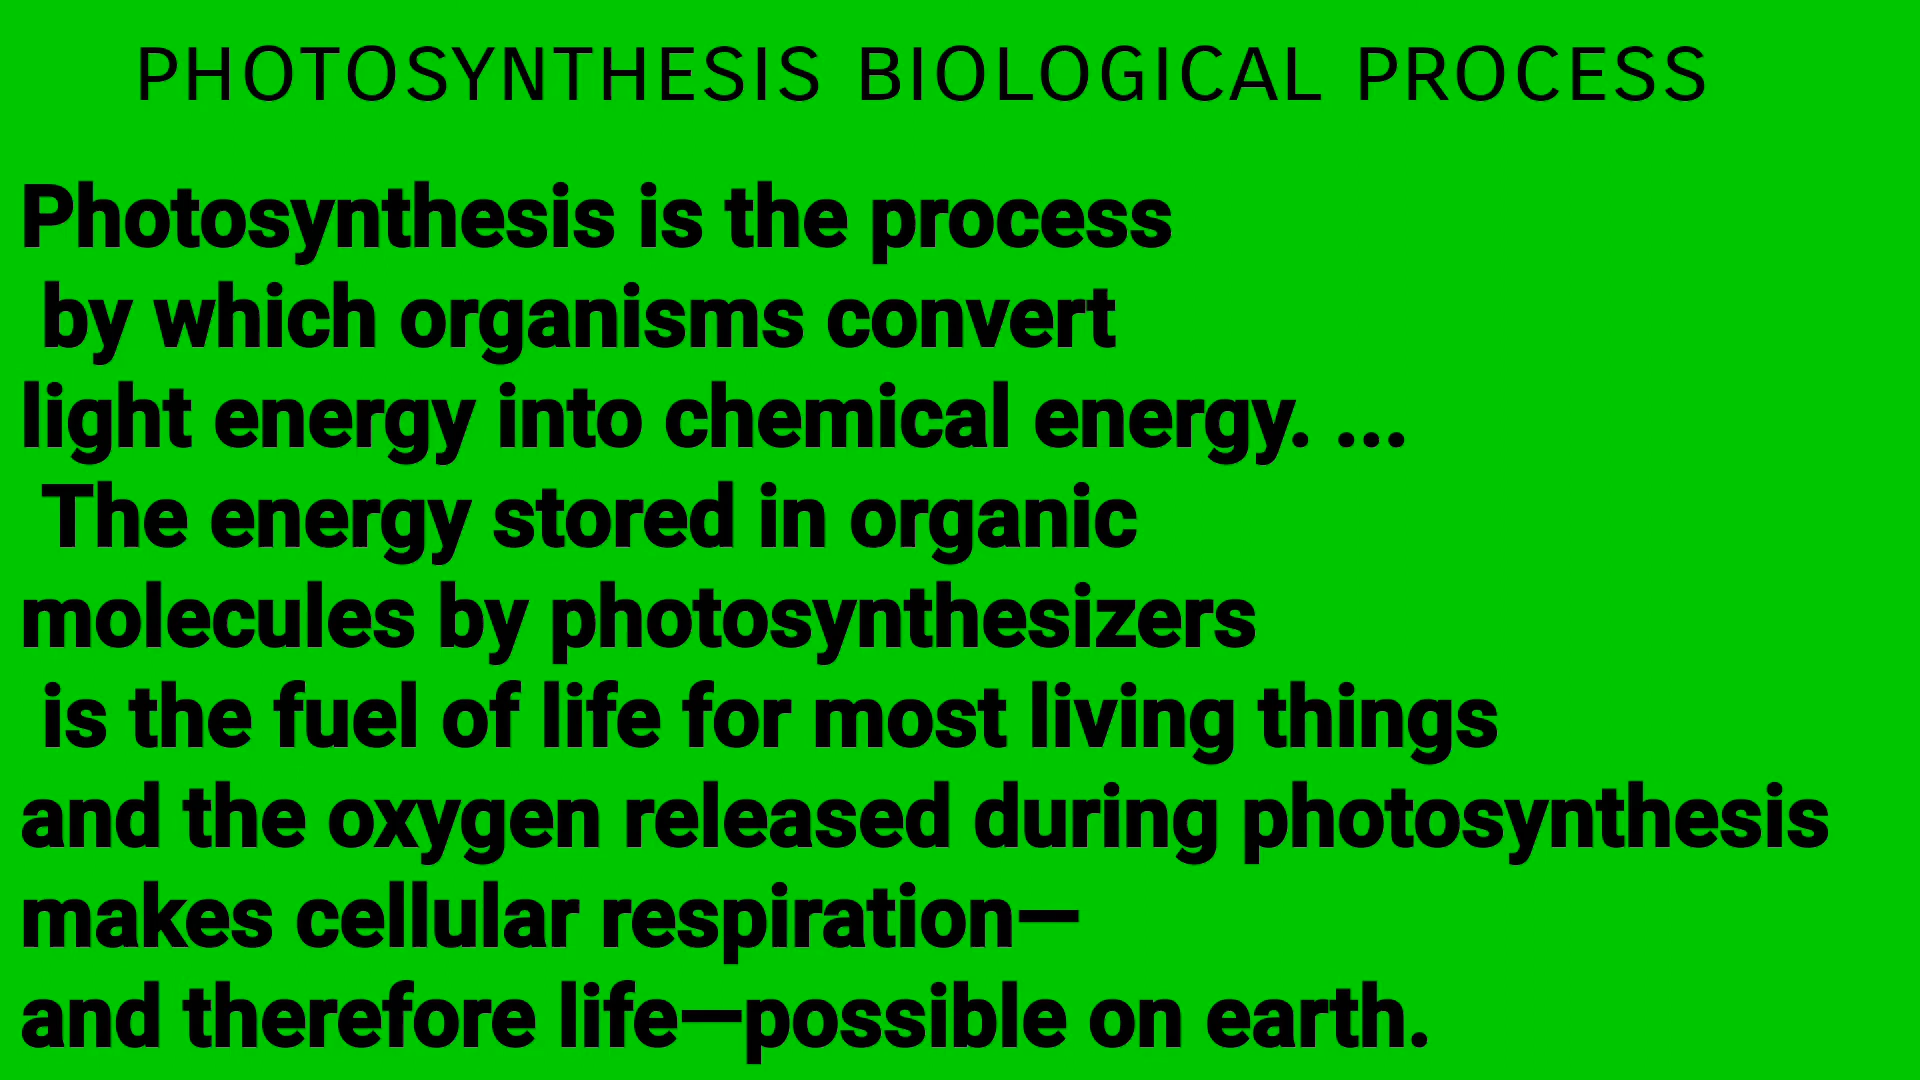 PHOTOSYNTHESIS BIOLOGICAL PROCESS
Photosynthesis is the process
by which organisms convert
light energy into chemical energy. ...
The energy stored in organic
molecules by photosynthesizers
is the fuel of life for most living things
and the oxygen released during photosynthesis
makes cellular respiration—
and therefore life—possible on earth.